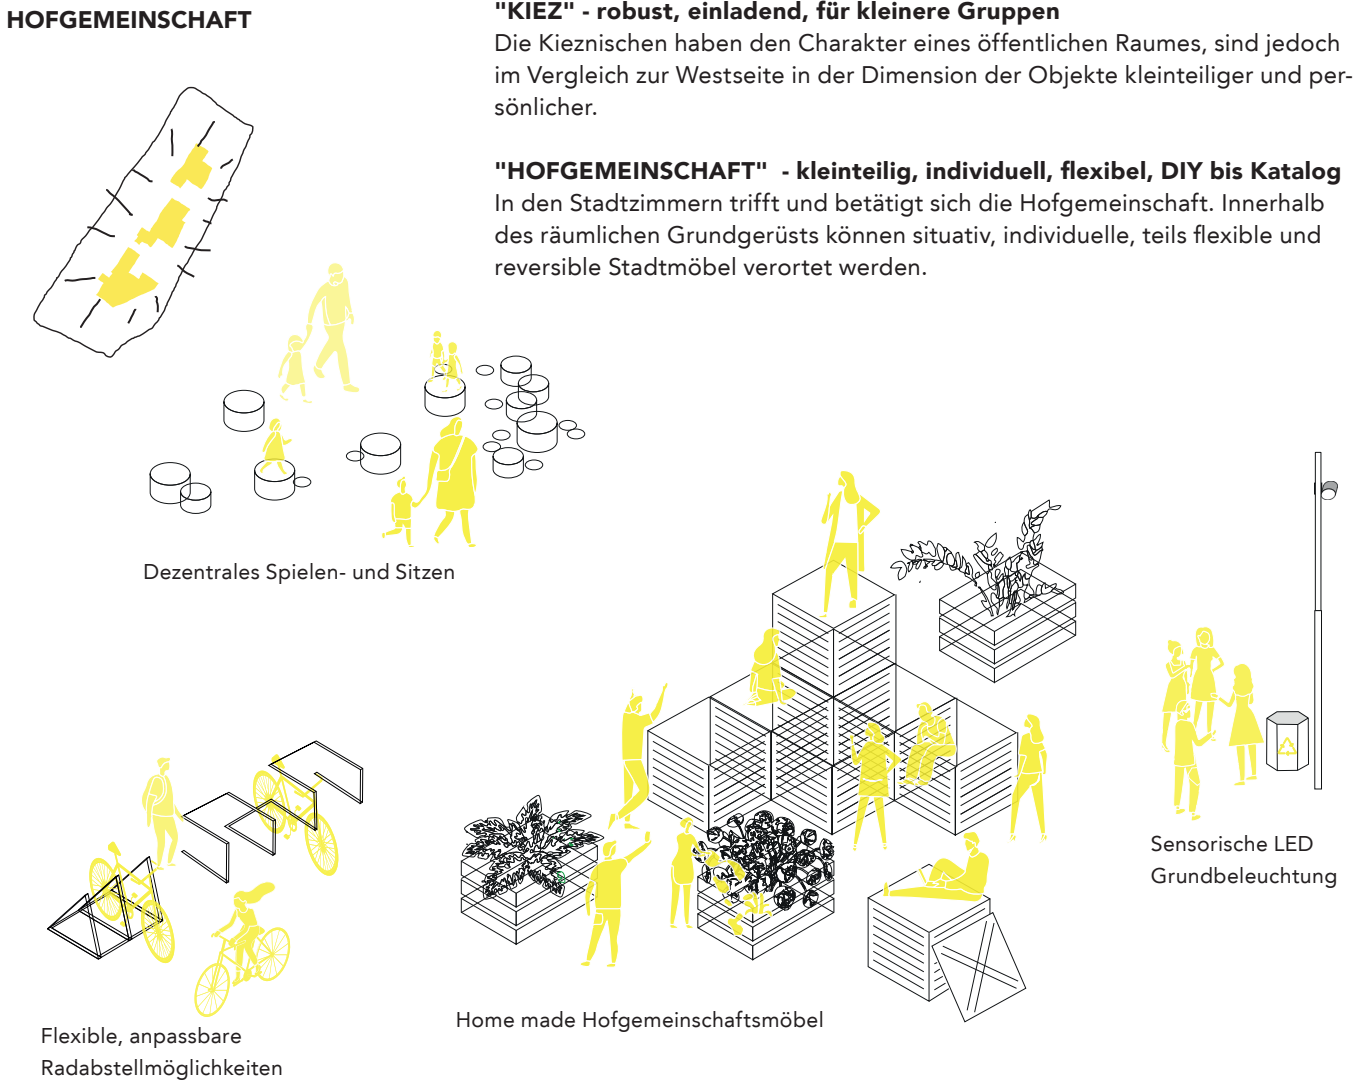 HOFGEMEINSCHAFT
"KIEZ" - robust, einladend, für kleinere Gruppen
Die Kieznischen haben den Charakter eines öffentlichen Raumes, sind jedoch
im Vergleich zur Westseite in der Dimension der Objekte kleinteiliger und per-
sönlicher.
"HOFGEMEINSCHAFT" - kleinteilig, individuell, flexibel, DIY bis Katalog
In den Stadtzimmern trifft und betätigt sich die Hofgemeinschaft. Innerhalb
des räumlichen Grundgerüsts können situativ, individuelle, teils flexible und
reversible Stadtmöbel verortet werden.
Dezentrales Spielen- und Sitzen
Sensorische LED
Grundbeleuchtung
Home made Hofgemeinschaftsmöbel
Flexible, anpassbare
Radabstellmöglichkeiten